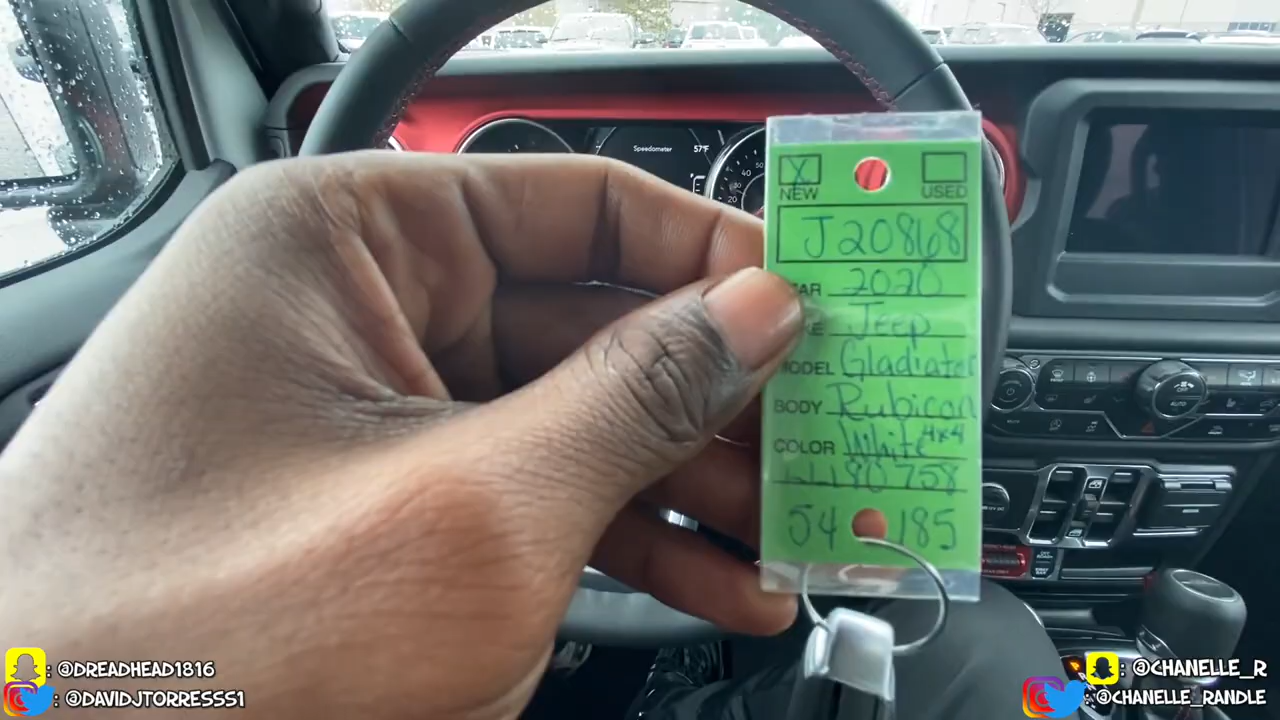 Speedometer 57°F
X
NEW USED
J20868
2020
Jeep
MODEL Gladiator
BODY Rubicon
COLOR White 4x4
LL180758
54 185
: @DREADHEAD1816
: @DAVIDJTORRESSS1
: @CHANELLE_R
: @CHANELLE_RANDLE